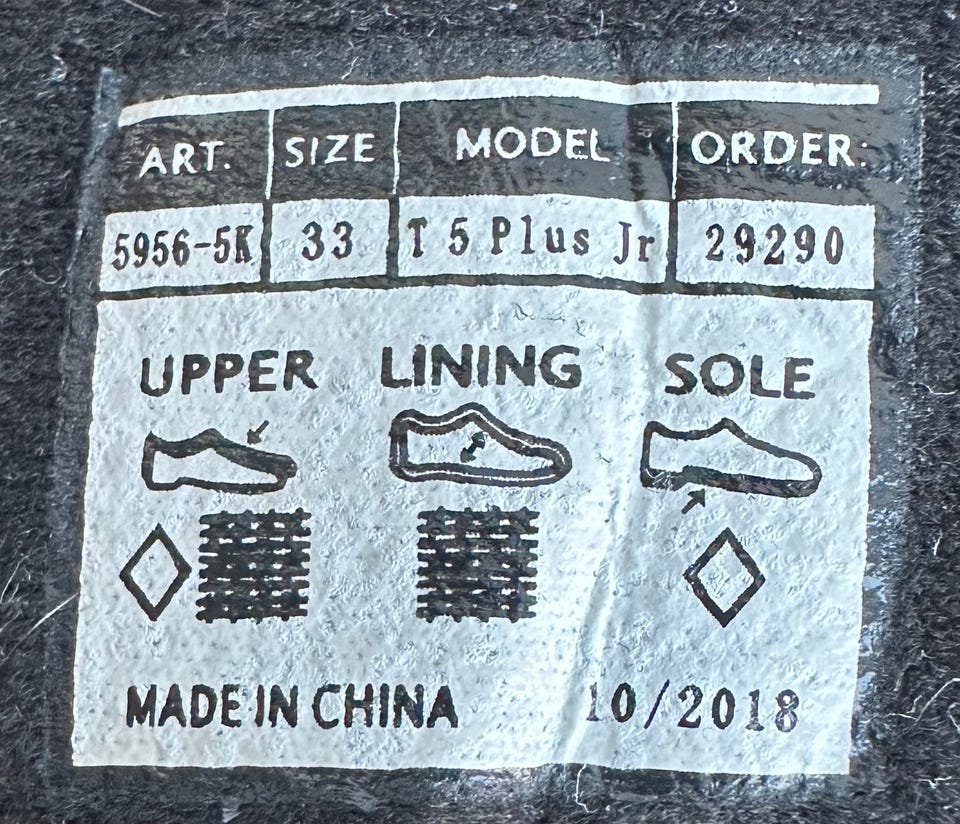 ART. SIZE MODEL ORDER:
5956-5K 33 T 5 Plus Jr 29290
UPPER LINING SOLE
MADE IN CHINA 10/2018